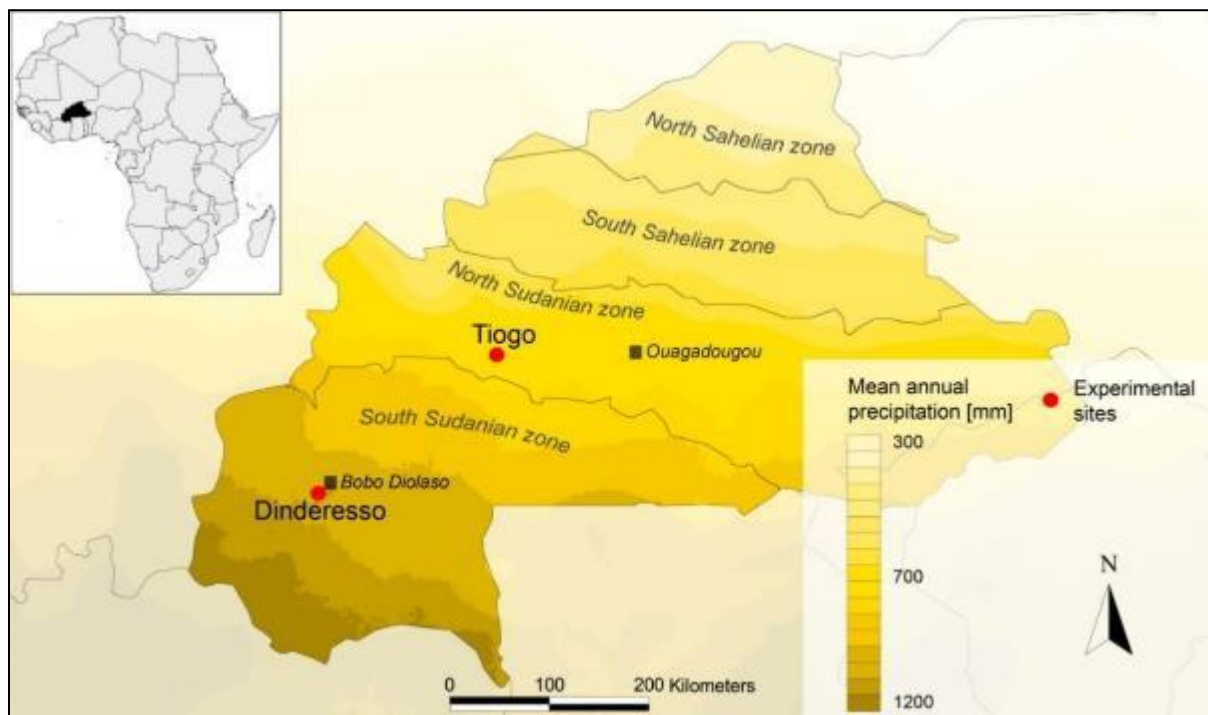 North Sahelian zone
South Sahelian zone
North Sudanian zone
Tiogo
Ouagadougou
South Sudanian zone
Bobo Diolaso
Dinderesso
Mean annual
precipitation [mm]
300
700
1200
Experimental
sites
N
0 100 200 Kilometers